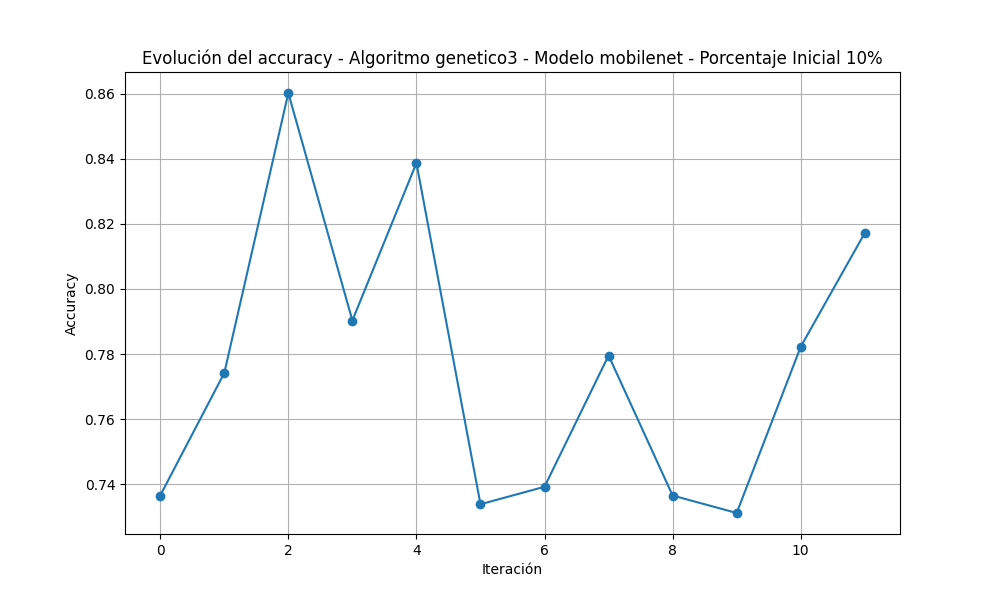 Evolución del accuracy - Algoritmo genetico3 - Modelo mobilenet - Porcentaje Inicial 10%
0.86
0.84
0.82
0.80
0.78
0.76
0.74
Accuracy
0 2 4 6 8 10
Iteración